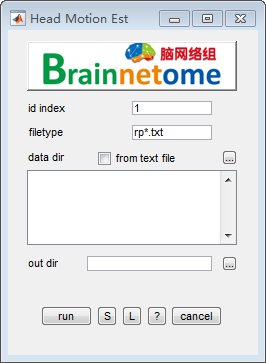 Head Motion Est
脑网络组
Brainnetome
id index 1
filetype rp*.txt
data dir from text file ...
out dir ...
run S L ? cancel